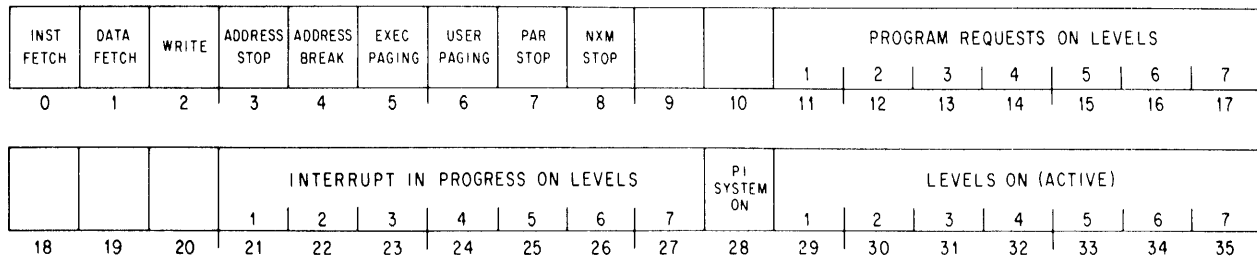 INST FETCH DATA FETCH WRITE ADDRESS STOP ADDRESS BREAK EXEC PAGING USER PAGING PAR STOP NXM STOP PROGRAM REQUESTS ON LEVELS
1 2 3 4 5 6 7
0 1 2 3 4 5 6 7 8 9 10 11 12 13 14 15 16 17
INTERRUPT IN PROGRESS ON LEVELS PI SYSTEM ON LEVELS ON (ACTIVE)
1 2 3 4 5 6 7 1 2 3 4 5 6 7
18 19 20 21 22 23 24 25 26 27 28 29 30 31 32 33 34 35